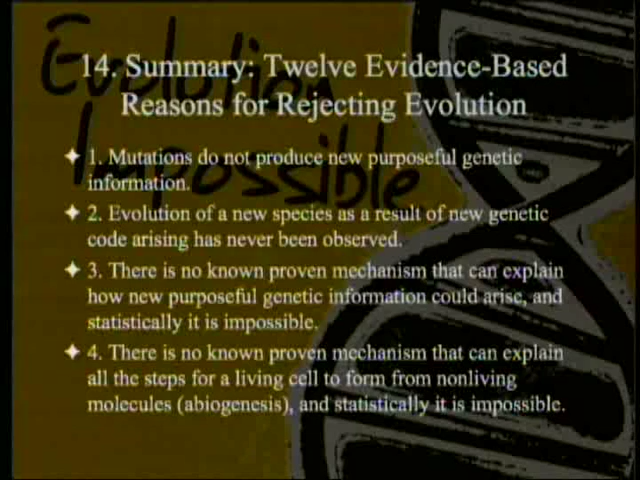 Evolution
Impossible
14. Summary: Twelve Evidence-Based
Reasons for Rejecting Evolution
1. Mutations do not produce new purposeful genetic
information.
2. Evolution of a new species as a result of new genetic
code arising has never been observed.
3. There is no known proven mechanism that can explain
how new purposeful genetic information could arise, and
statistically it is impossible.
4. There is no known proven mechanism that can explain
all the steps for a living cell to form from nonliving
molecules (abiogenesis), and statistically it is impossible.